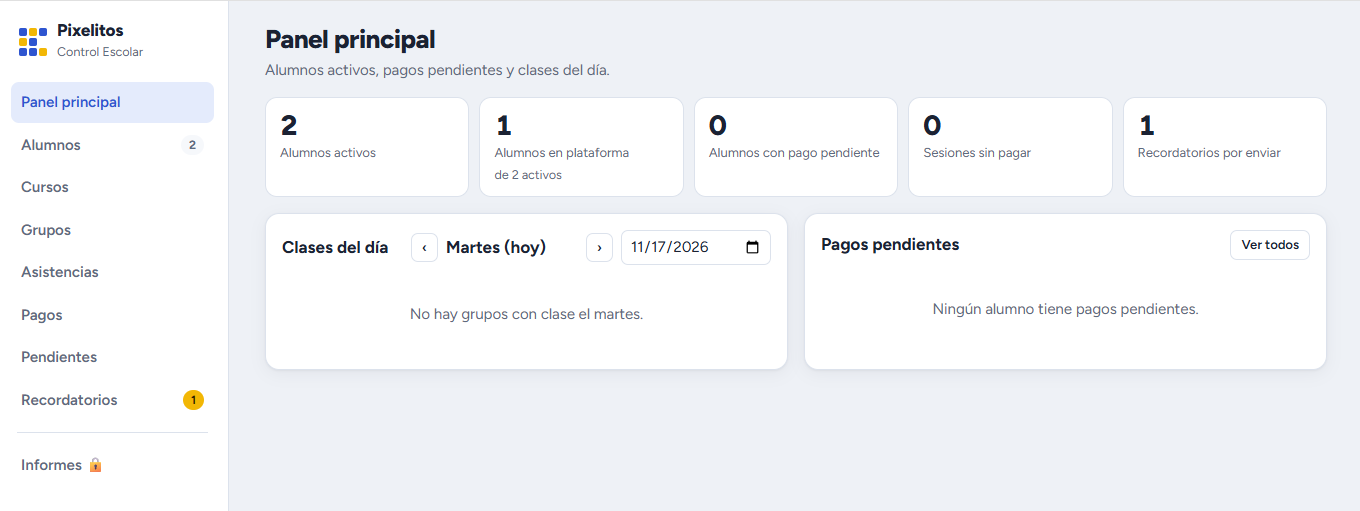 Pixelitos
Control Escolar
Panel principal
Alumnos 2
Cursos
Grupos
Asistencias
Pagos
Pendientes
Recordatorios 1
Informes
Panel principal
Alumnos activos, pagos pendientes y clases del día.
2
Alumnos activos
1
Alumnos en plataforma
de 2 activos
0
Alumnos con pago pendiente
0
Sesiones sin pagar
1
Recordatorios por enviar
Clases del día ‹ Martes (hoy) › 11/17/2026
No hay grupos con clase el martes.
Pagos pendientes Ver todos
Ningún alumno tiene pagos pendientes.